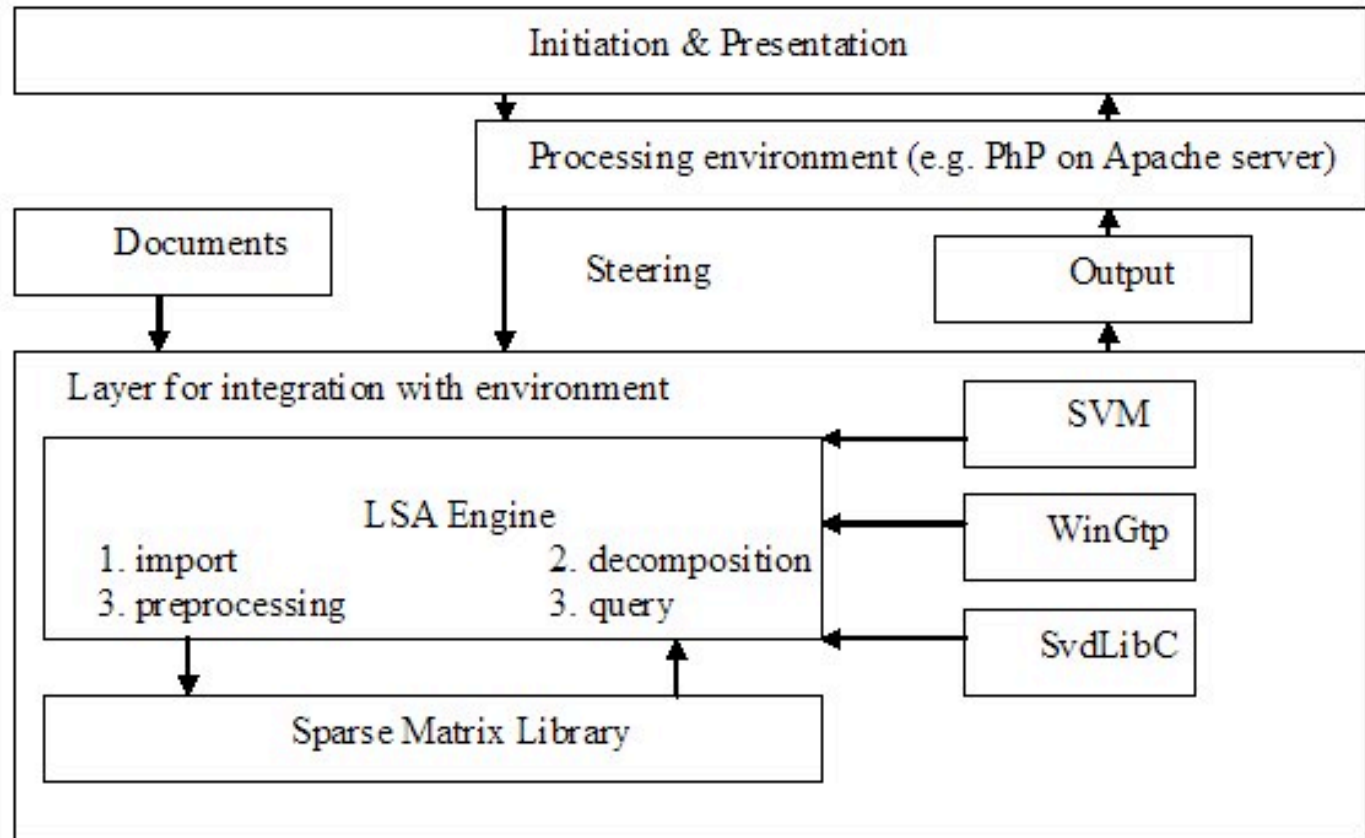 Initiation & Presentation
Processing environment (e.g. PhP on Apache server)
Documents
Steering
Output
Layer for integration with environment
SVM
LSA Engine
1. import
2. decomposition
3. preprocessing
3. query
WinGtp
SvdLibC
Sparse Matrix Library